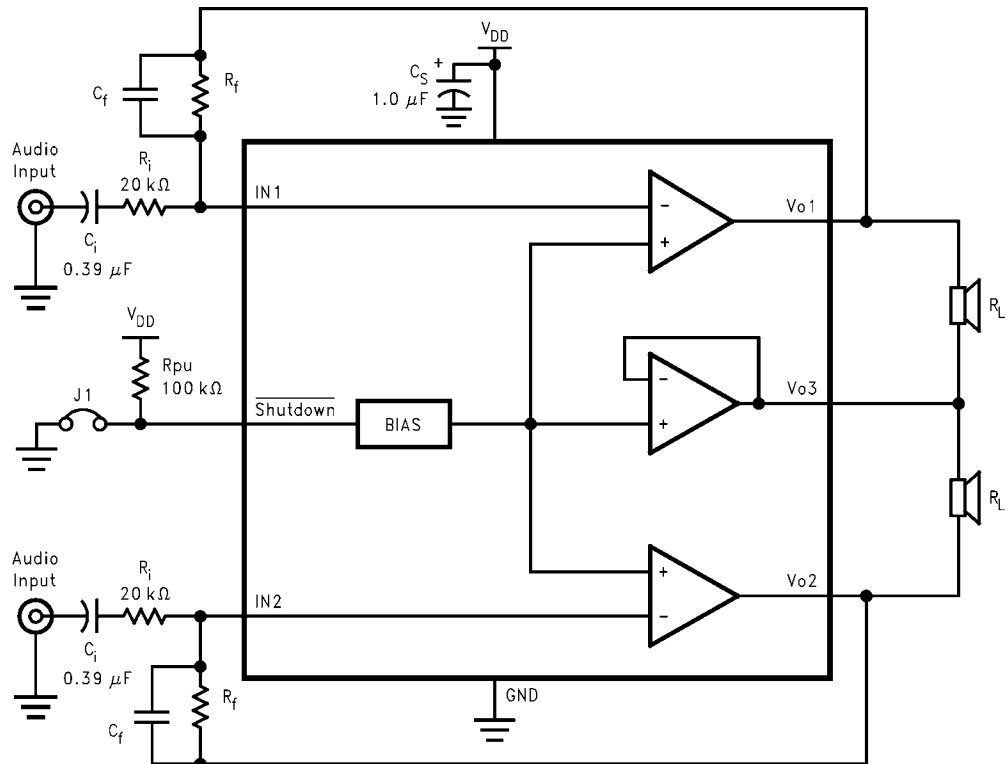 V_DD
C_S
+
1.0 µF
C_f
R_f
Audio
Input
R_i
20 kΩ
C_i
0.39 µF
IN1
−
+
Vo1
R_L
V_DD
Rpu
100 kΩ
J1
Shutdown
BIAS
−
+
Vo3
R_L
Audio
Input
R_i
20 kΩ
C_i
0.39 µF
IN2
+
−
Vo2
R_f
C_f
GND